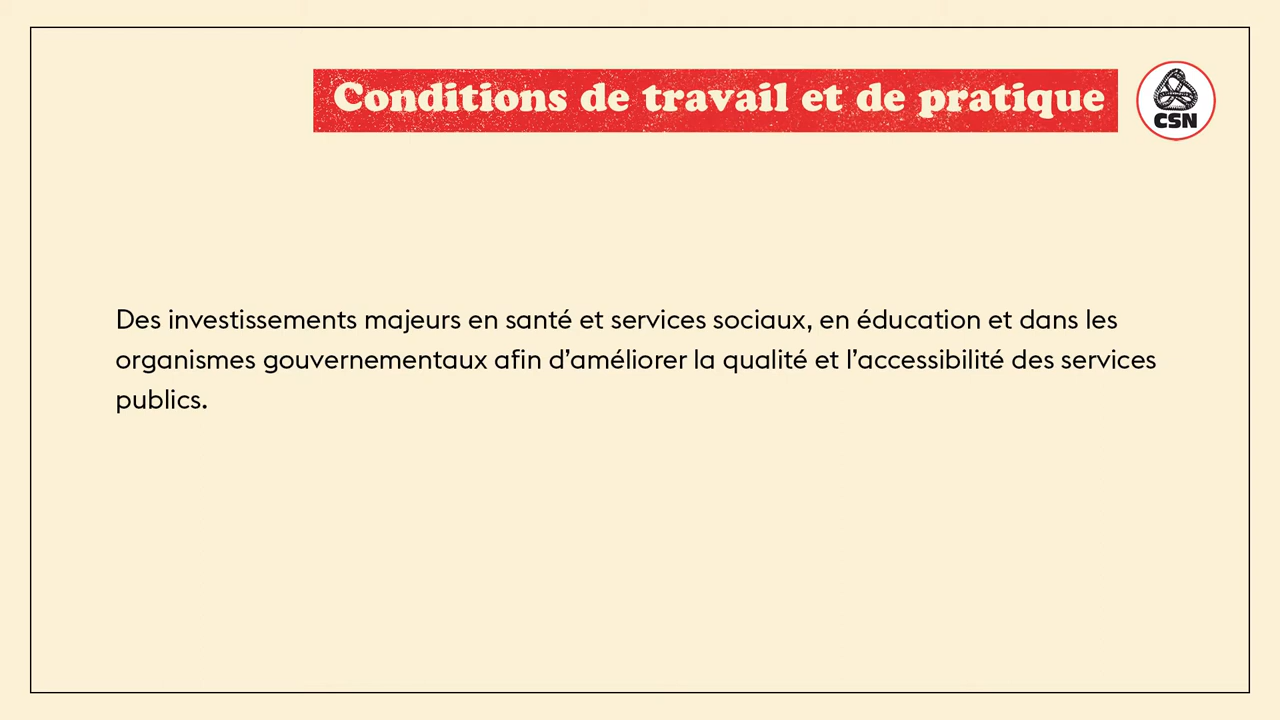 Conditions de travail et de pratique
CSN
Des investissements majeurs en santé et services sociaux, en éducation et dans les
organismes gouvernementaux afin d’améliorer la qualité et l’accessibilité des services
publics.